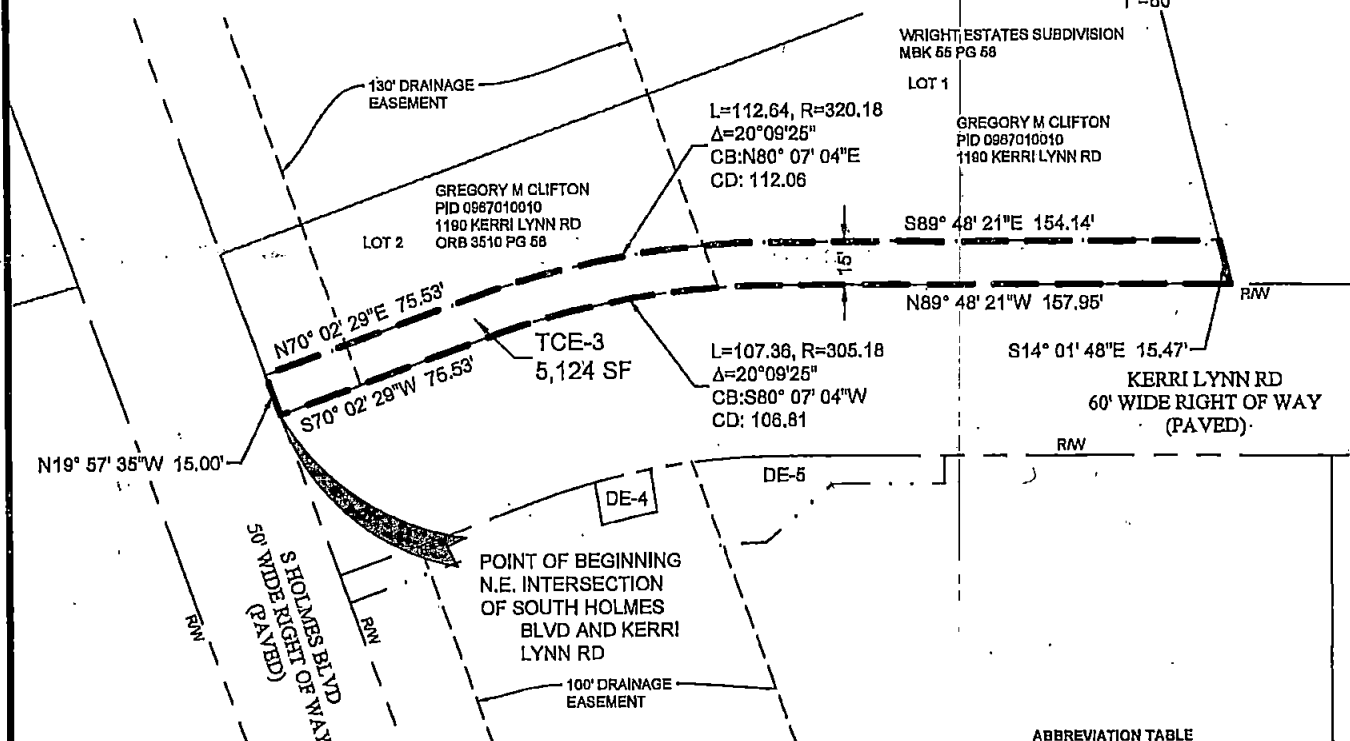 WRIGHT ESTATES SUBDIVISION
MBK 55 PG 58
LOT 1
130' DRAINAGE
EASEMENT
L=112.64, R=320.18
Δ=20°09'25"
CB:N80° 07' 04"E
CD: 112.06
GREGORY M CLIFTON
PID 0967010010
1190 KERRI LYNN RD
GREGORY M CLIFTON
PID 0967010010
1190 KERRI LYNN RD
ORB 3510 PG 58
LOT 2
S89° 48' 21"E 154.14'
15'
N89° 48' 21"W 157.95'
R/W
N70° 02' 29"E 75.53'
S70° 02' 29"W 75.53'
TCE-3
5,124 SF
L=107.36, R=305.18
Δ=20°09'25"
CB:S80° 07' 04"W
CD: 106.81
S14° 01' 48"E 15.47'
KERRI LYNN RD
60' WIDE RIGHT OF WAY
(PAVED)
R/W
N19° 57' 35"W 15.00'
DE-4
DE-5
POINT OF BEGINNING
N.E. INTERSECTION
OF SOUTH HOLMES
BLVD AND KERRI
LYNN RD
S HOLMES BLVD
50' WIDE RIGHT OF WAY
(PAVED)
R/W
R/W
100' DRAINAGE
EASEMENT
ABBREVIATION TABLE